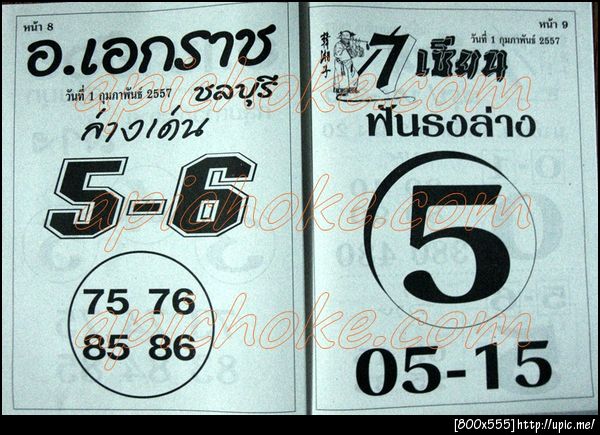 หน้า 8
อ.เอกราช
วันที่ 1 กุมภาพันธ์ 2557 ชลบุรี
ล่างเด่น
5-6
75 76
85 86
หน้า 9
วันที่ 1 กุมภาพันธ์ 2557
7 เซียน
ฟันธงล่าง
5
05-15
apichoke.com
apichoke.com
apichoke.com
apichoke.com
[800x555]http://upic.me/